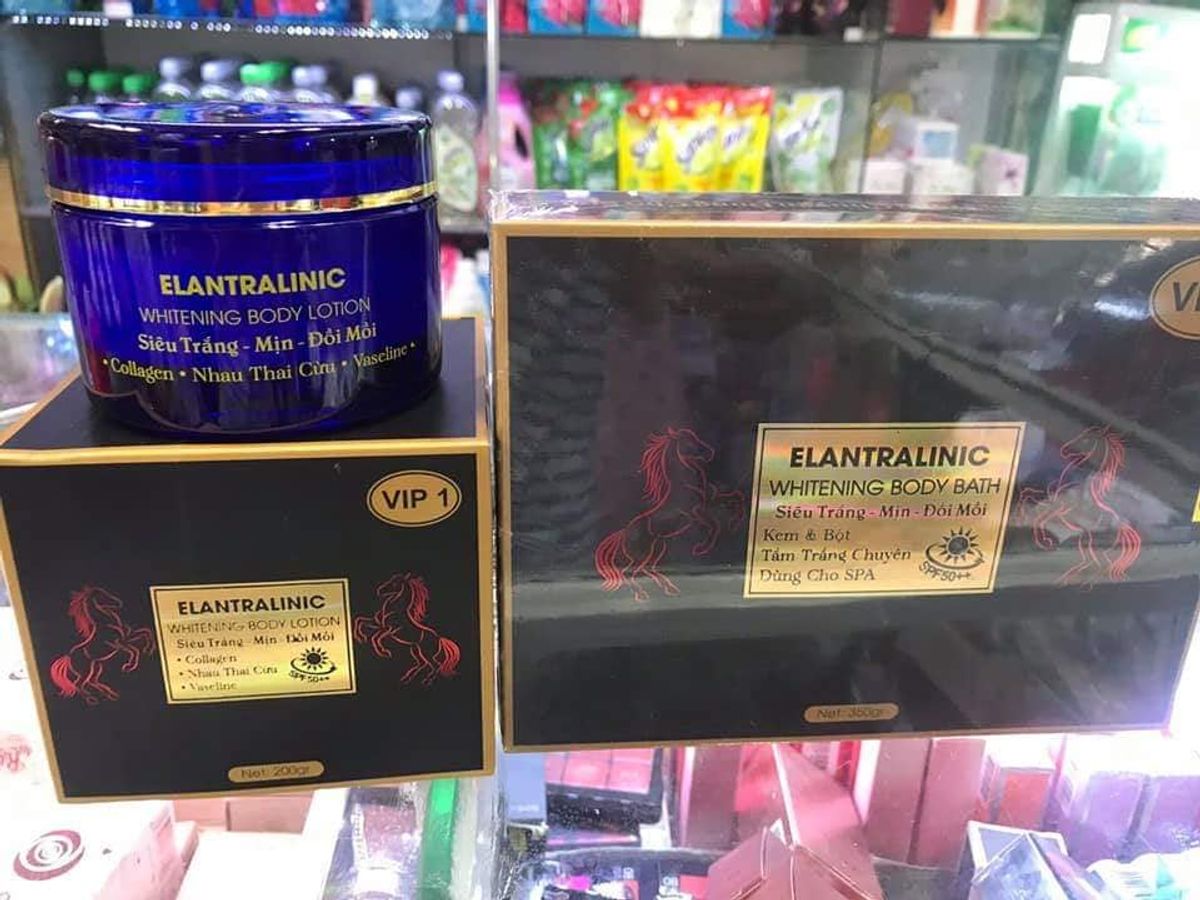 ELANTRALINIC
WHITENING BODY LOTION
Siêu Trắng - Mịn - Đồi Mồi
• Collagen • Nhau Thai Cừu • Vaseline •
VIP 1
ELANTRALINIC
WHITENING BODY LOTION
Siêu Trắng - Mịn - Đồi Mồi
• Collagen
• Nhau Thai Cừu
• Vaseline
SPF50++
Net: 200gr
ELANTRALINIC
WHITENING BODY BATH
Siêu Trắng - Mịn - Đồi Mồi
Kem & Bột
Tắm Trắng Chuyên
Dùng Cho SPA
SPF50++
Net: 350gr